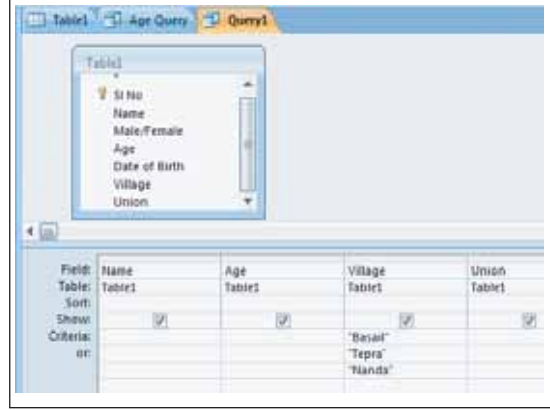 Table1 Age Query Query1
Table1
*
Sl No
Name
Male/Female
Age
Date of Birth
Village
Union
Field: Name Age Village Union
Table: Table1 Table1 Table1 Table1
Sort:
Show:
Criteria: "Basail"
or: "Tepra"
"Nanda"